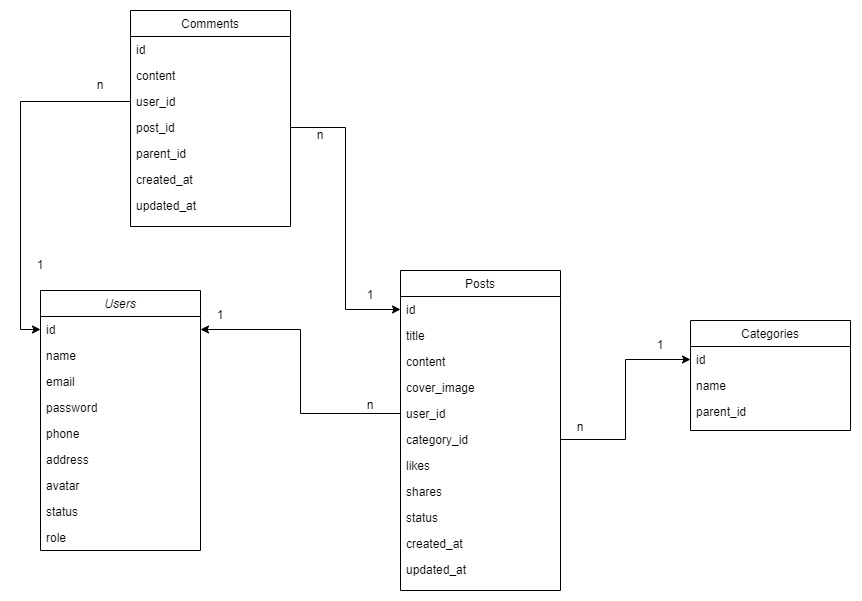 Comments
id
content
user_id
post_id
parent_id
created_at
updated_at
n
n
1
1
Users
id
name
email
password
phone
address
avatar
status
role
1
n
Posts
id
title
content
cover_image
user_id
category_id
likes
shares
status
created_at
updated_at
n
1
Categories
id
name
parent_id